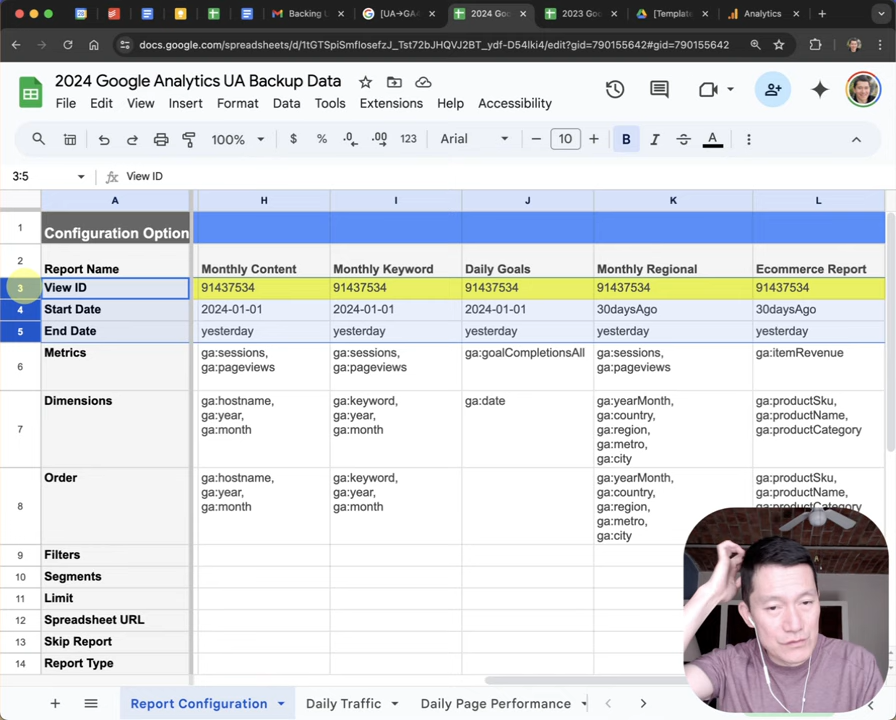 Backing U
[UA→GA4
2024 Goo
2023 Goo
[Template
Analytics
docs.google.com/spreadsheets/d/1tGTSpiSmfIosefzJ_Tst72bJHQVJ2BT_ydf-D54Iki4/edit?gid=790155642#gid=790155642
2024 Google Analytics UA Backup Data
File Edit View Insert Format Data Tools Extensions Help Accessibility
100% $ % .0 .00 123 Arial 10 B I S A
3:5 fx View ID
A H I J K L
1 Configuration Option
2 Report Name Monthly Content Monthly Keyword Daily Goals Monthly Regional Ecommerce Report
3 View ID 91437534 91437534 91437534 91437534 91437534
4 Start Date 2024-01-01 2024-01-01 2024-01-01 30daysAgo 30daysAgo
5 End Date yesterday yesterday yesterday yesterday yesterday
6 Metrics ga:sessions, ga:sessions, ga:goalCompletionsAll ga:sessions, ga:itemRevenue
ga:pageviews ga:pageviews ga:pageviews
7 Dimensions ga:hostname, ga:keyword, ga:date ga:yearMonth, ga:productSku,
ga:year, ga:year, ga:country, ga:productName,
ga:month ga:month ga:region, ga:productCategory
ga:metro,
ga:city
8 Order ga:hostname, ga:keyword, ga:yearMonth, ga:productSku,
ga:year, ga:year, ga:country, ga:productName,
ga:month ga:month ga:region, ga:productCategory
ga:metro,
ga:city
9 Filters
10 Segments
11 Limit
12 Spreadsheet URL
13 Skip Report
14 Report Type
Report Configuration Daily Traffic Daily Page Performance